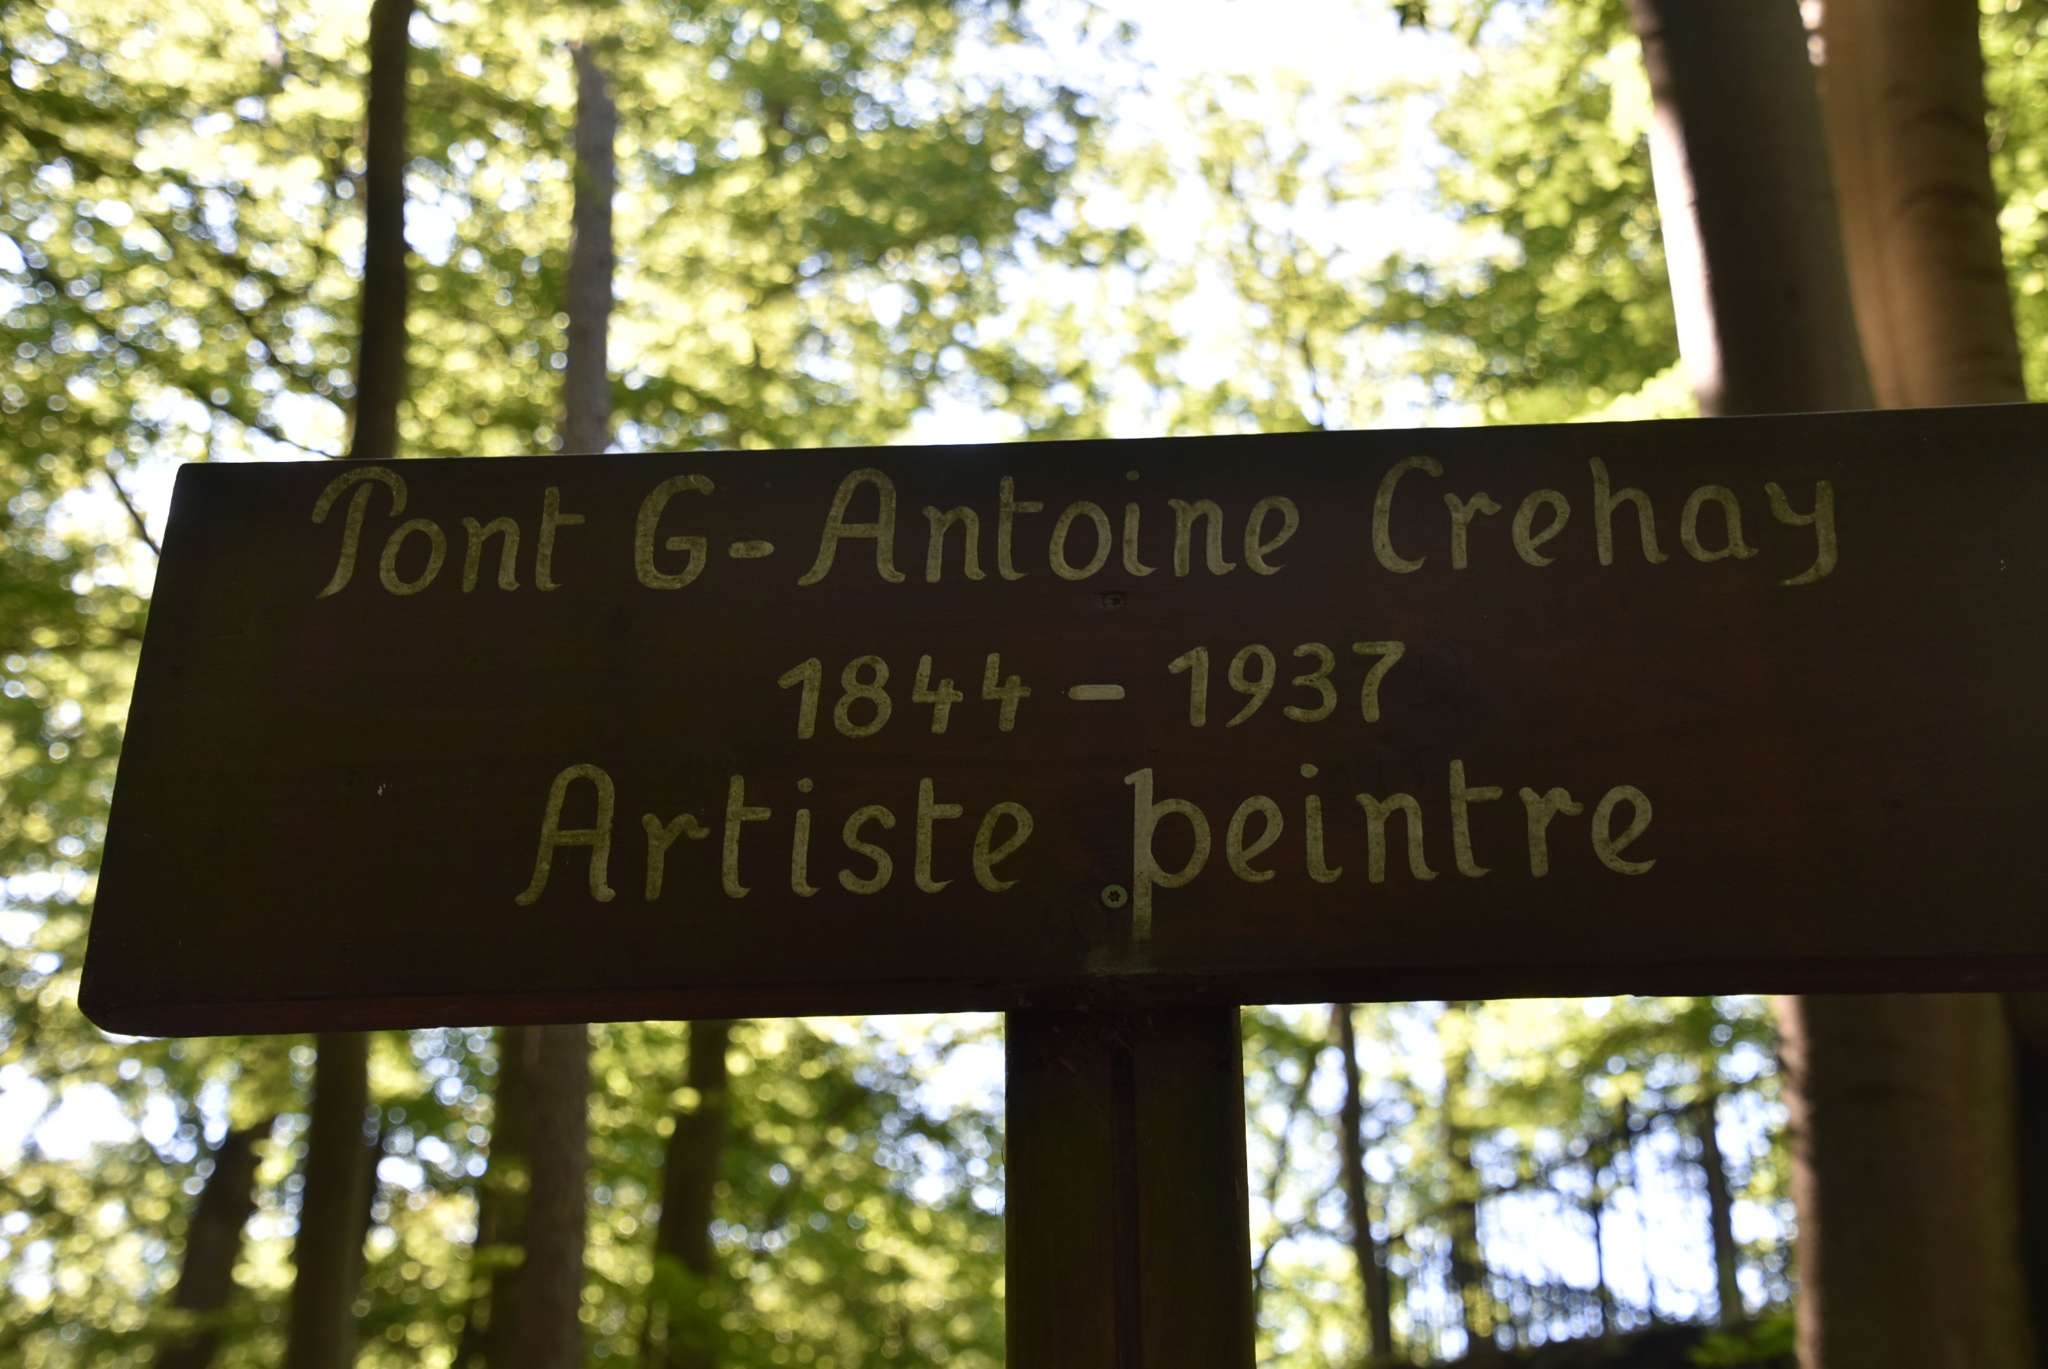 Pont G-Antoine Crehay
1844 - 1937
Artiste peintre